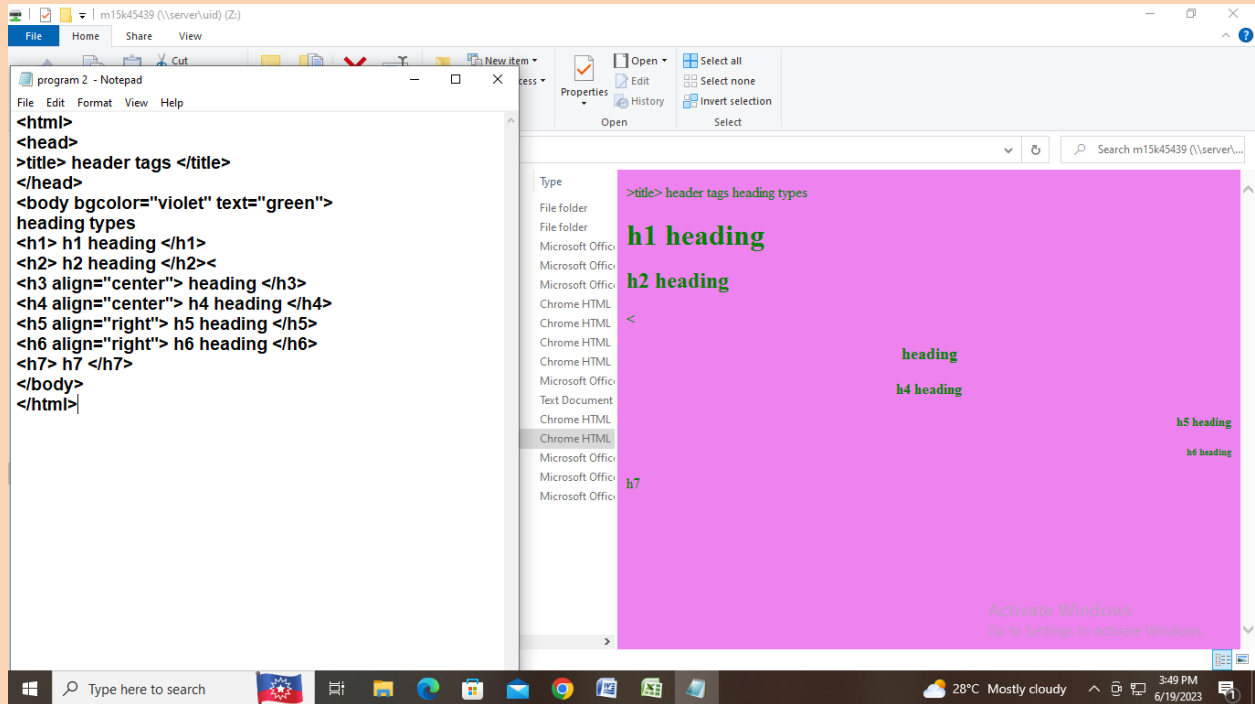 m15k45439 (\\server\uid) (Z:)
File Home Share View
Cut
New item
cess
Properties
Open
Edit
History
Open
Select all
Select none
Invert selection
Select
Search m15k45439 (\\server\...
program 2 - Notepad
File Edit Format View Help
<html>
<head>
>title> header tags </title>
</head>
<body bgcolor="violet" text="green">
heading types
<h1> h1 heading </h1>
<h2> h2 heading </h2><
<h3 align="center"> heading </h3>
<h4 align="center"> h4 heading </h4>
<h5 align="right"> h5 heading </h5>
<h6 align="right"> h6 heading </h6>
<h7> h7 </h7>
</body>
</html>
Type
File folder
File folder
Microsoft Offic
Microsoft Offic
Microsoft Offic
Chrome HTML
Chrome HTML
Chrome HTML
Chrome HTML
Microsoft Offic
Text Document
Chrome HTML
Chrome HTML
Microsoft Offic
Microsoft Offic
Microsoft Offic
>title> header tags heading types
h1 heading
h2 heading
<
heading
h4 heading
h5 heading
h6 heading
h7
Activate Windows
Go to Settings to activate Windows.
Type here to search
28°C Mostly cloudy
3:49 PM
6/19/2023